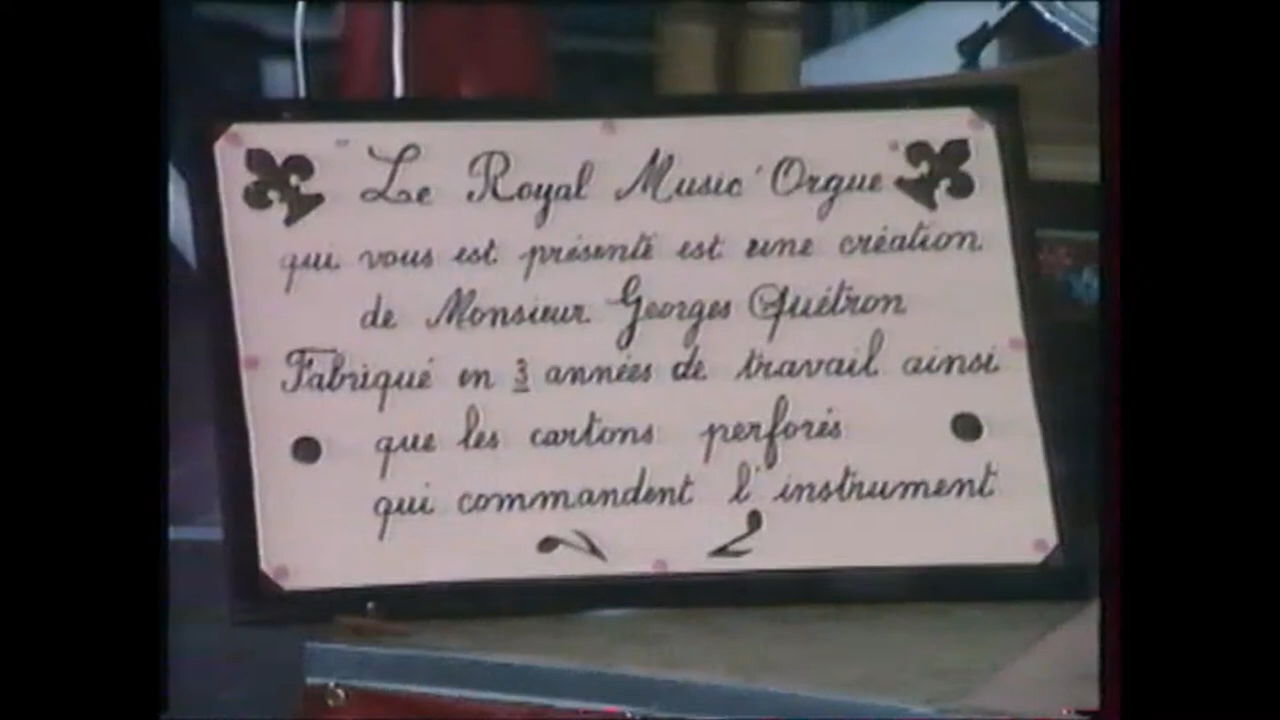 "Le Royal Music'Orgue"
qui vous est présenté est une création
de Monsieur Georges Quétron
Fabriqué en 3 années de travail ainsi
que les cartons perforés
qui commandent l'instrument